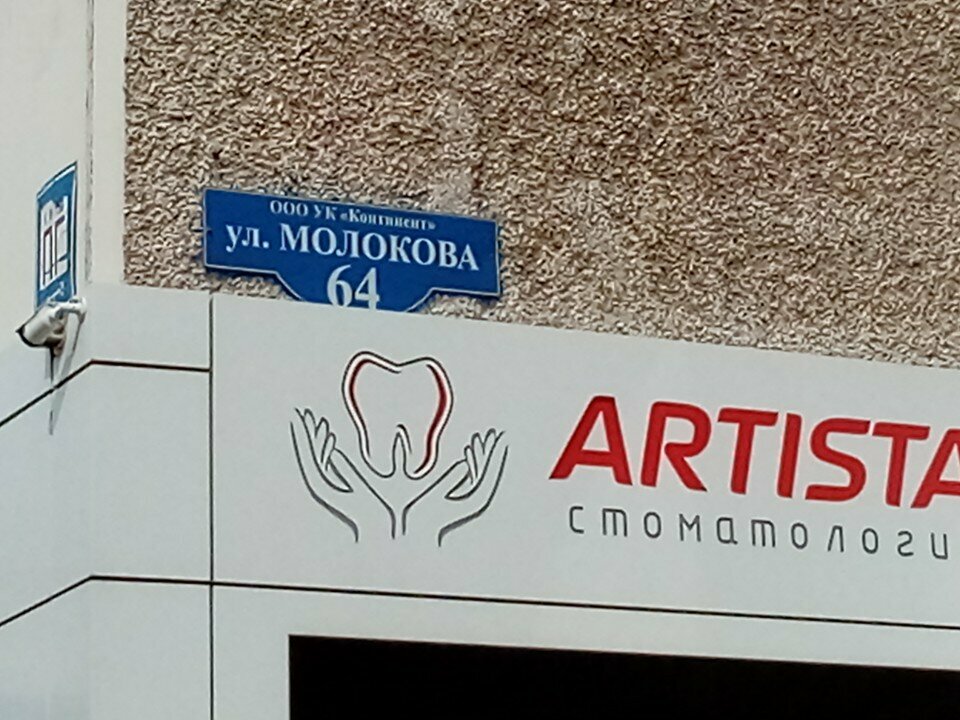 ООО УК «Континент»
ул. МОЛОКОВА
64
ARTISTA
стоматологи